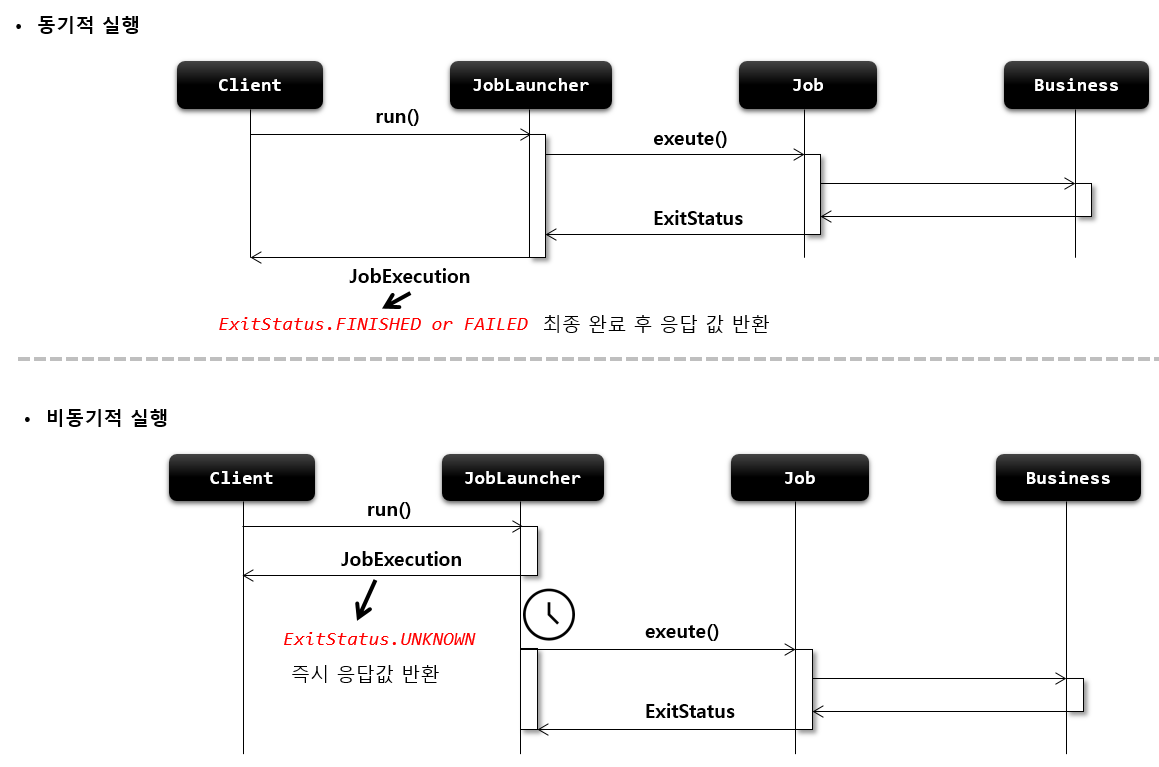 • 동기적 실행
Client
JobLauncher
Job
Business
run()
exeute()
ExitStatus
JobExecution
ExitStatus.FINISHED or FAILED 최종 완료 후 응답 값 반환
• 비동기적 실행
Client
JobLauncher
Job
Business
run()
JobExecution
ExitStatus.UNKNOWN
즉시 응답값 반환
exeute()
ExitStatus